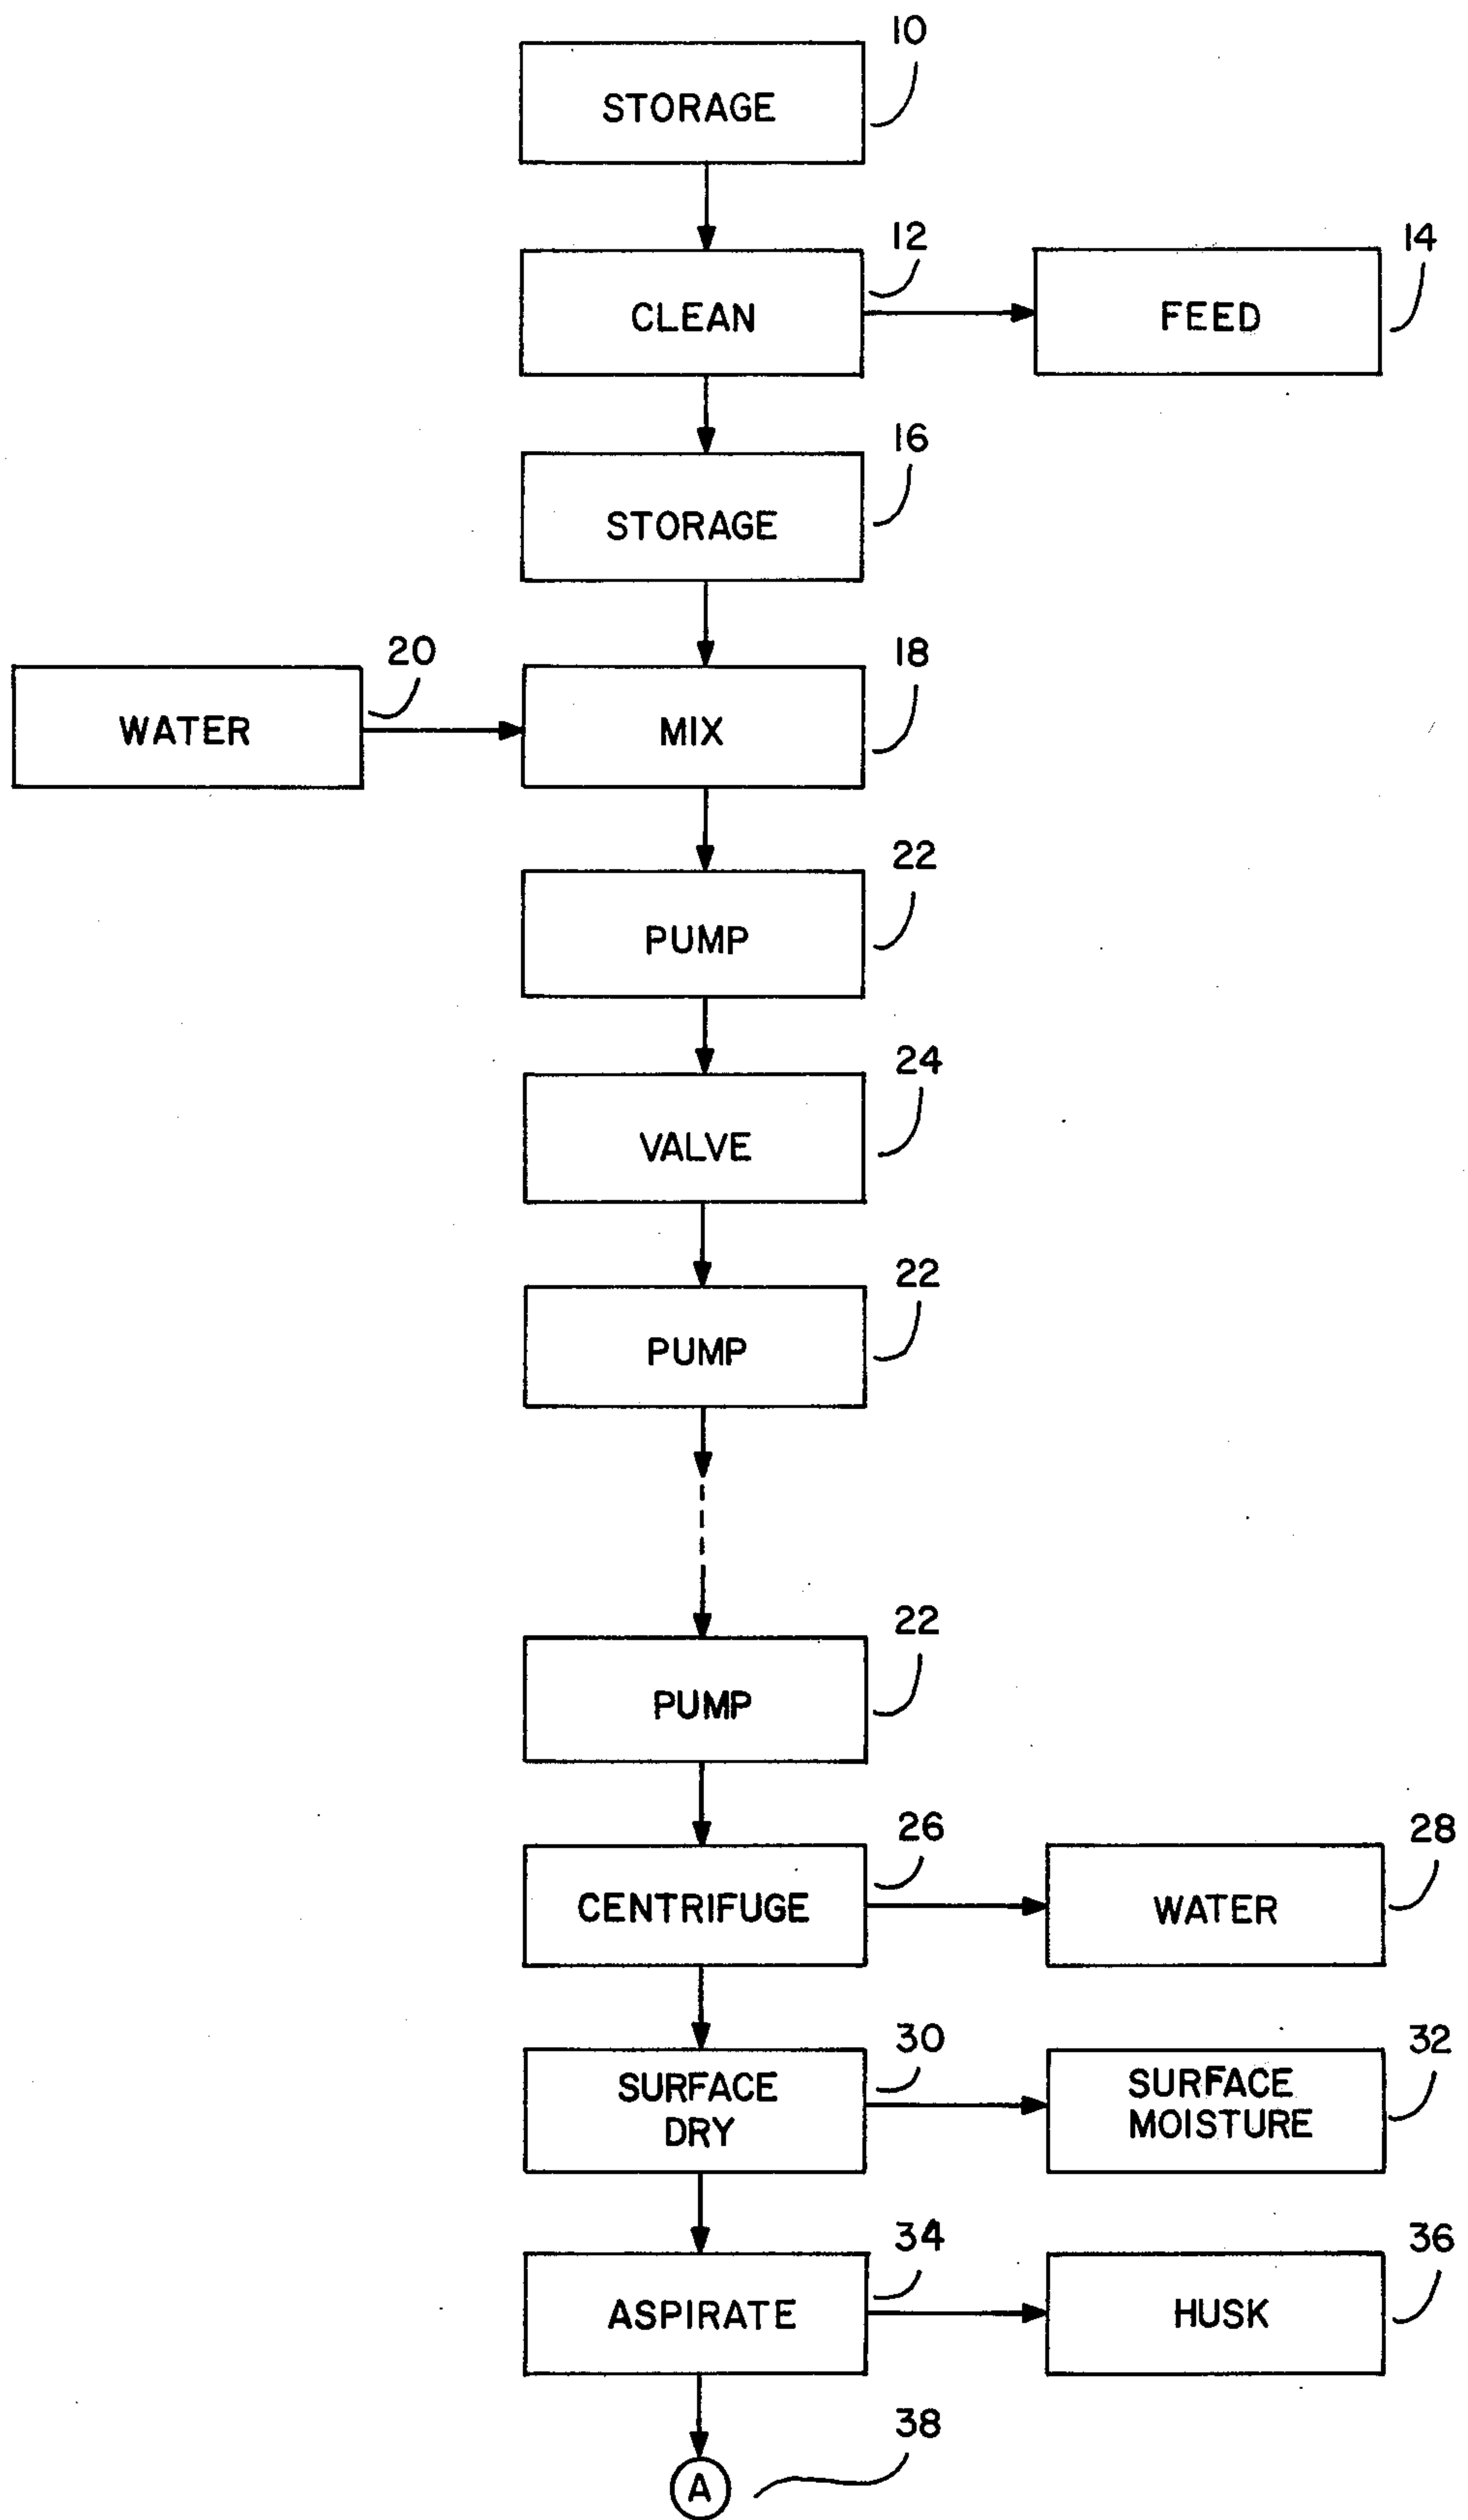 10
STORAGE
12
14
CLEAN
FEED
16
STORAGE
20
18
WATER
MIX
22
PUMP
24
VALVE
22
PUMP
22
PUMP
26
28
CENTRIFUGE
WATER
30
32
SURFACE
DRY
SURFACE
MOISTURE
34
36
ASPIRATE
HUSK
38
A